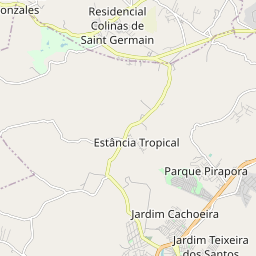 onzales
Residencial
Colinas de
Saint Germain
Estância Tropical
Parque Pirapora
Jardim Cachoeira
Jardim Teixeira
dos Santos